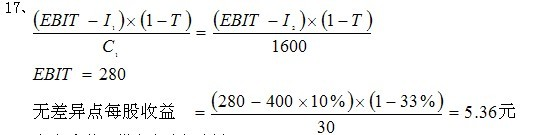 17、
(EBIT − I₁)×(1−T) / C₁ = (EBIT − I₂)×(1−T) / 1600
EBIT = 280
无差异点每股收益 = (280−400×10%)×(1−33%) / 30 = 5.36元